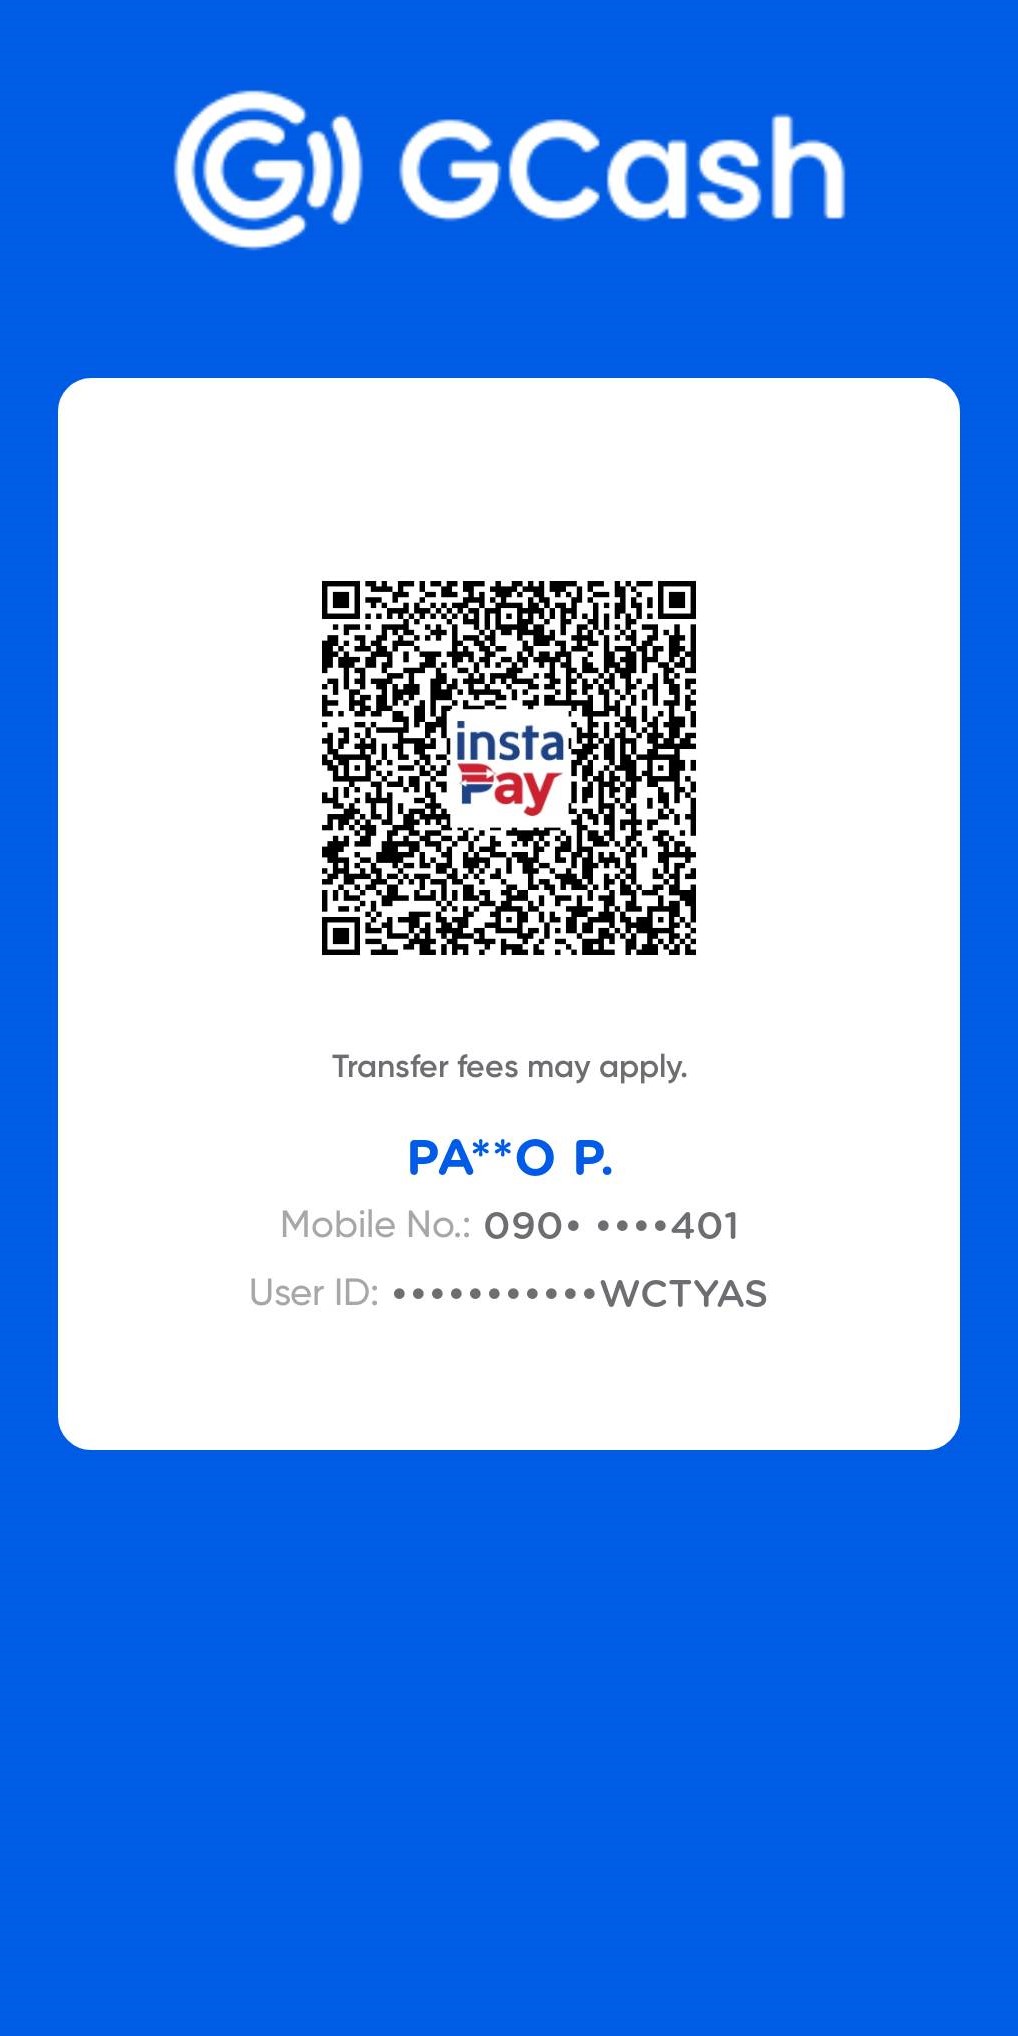 GCash
insta
Pay
Transfer fees may apply.
PA**O P.
Mobile No.: 090• ••••401
User ID: •••••••••••WCTYAS